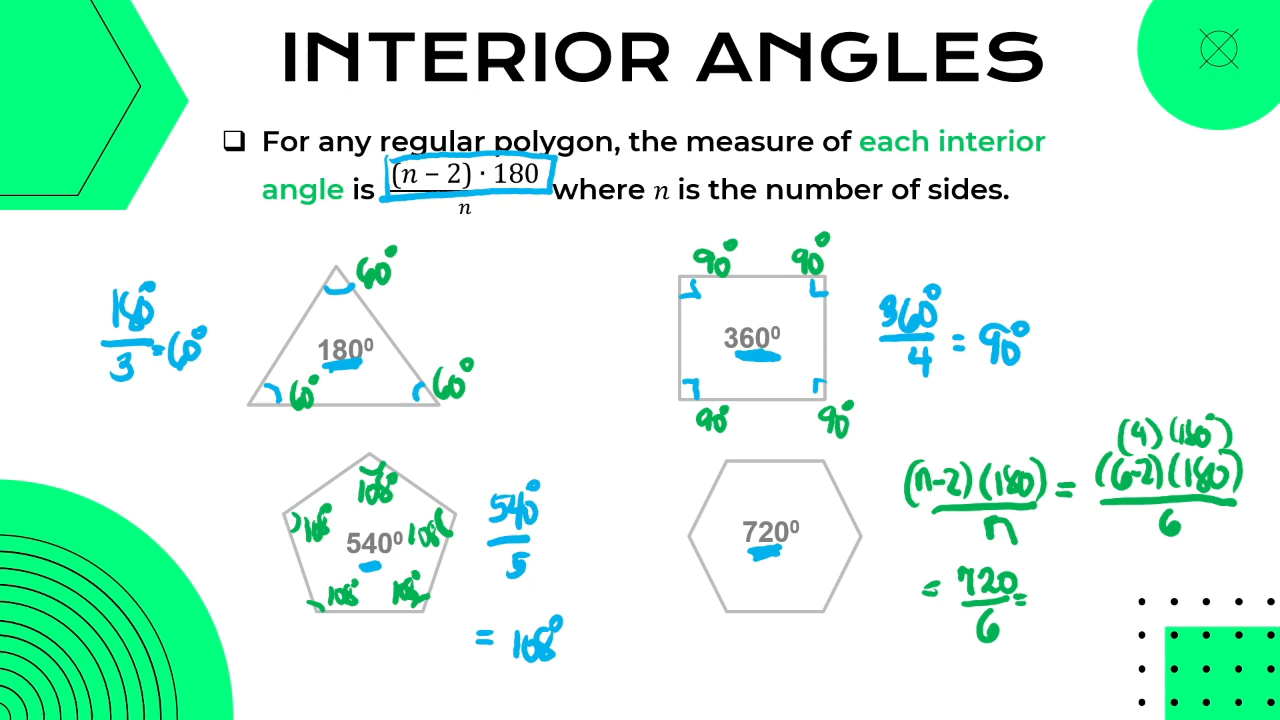 INTERIOR ANGLES
❑ For any regular polygon, the measure of each interior
angle is (n – 2) · 180 / n where n is the number of sides.
180°
3 = 60°
60°
180⁰
60°
60°
90° 90°
360⁰
90° 90°
360°
4 = 90°
108°
108° 540⁰ 108°
108° 108°
540°
5
= 108°
720⁰
(4)(180°)
(n-2)(180) / n = (6-2)(180°) / 6
= 720 / 6 =